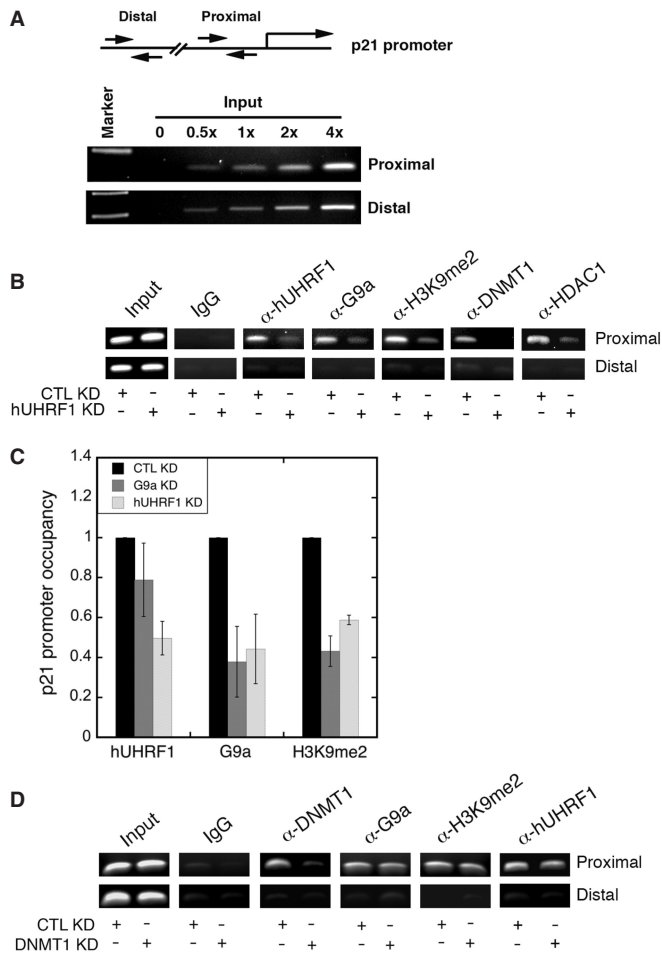 A
Distal
Proximal
p21 promoter
Marker
Input
0 0.5x 1x 2x 4x
Proximal
Distal
B
Input IgG α-hUHRF1 α-G9a α-H3K9me2 α-DNMT1 α-HDAC1
Proximal
Distal
CTL KD + - + - + - + - + - + - + -
hUHRF1 KD - + - + - + - + - + - + - +
C
1.4
1.2
1
0.8
0.6
0.4
0.2
0
p21 promoter occupancy
CTL KD
G9a KD
hUHRF1 KD
hUHRF1 G9a H3K9me2
D
Input IgG α-DNMT1 α-G9a α-H3K9me2 α-hUHRF1
Proximal
Distal
CTL KD + - + - + - + - + - + -
DNMT1 KD - + - + - + - + - + - +